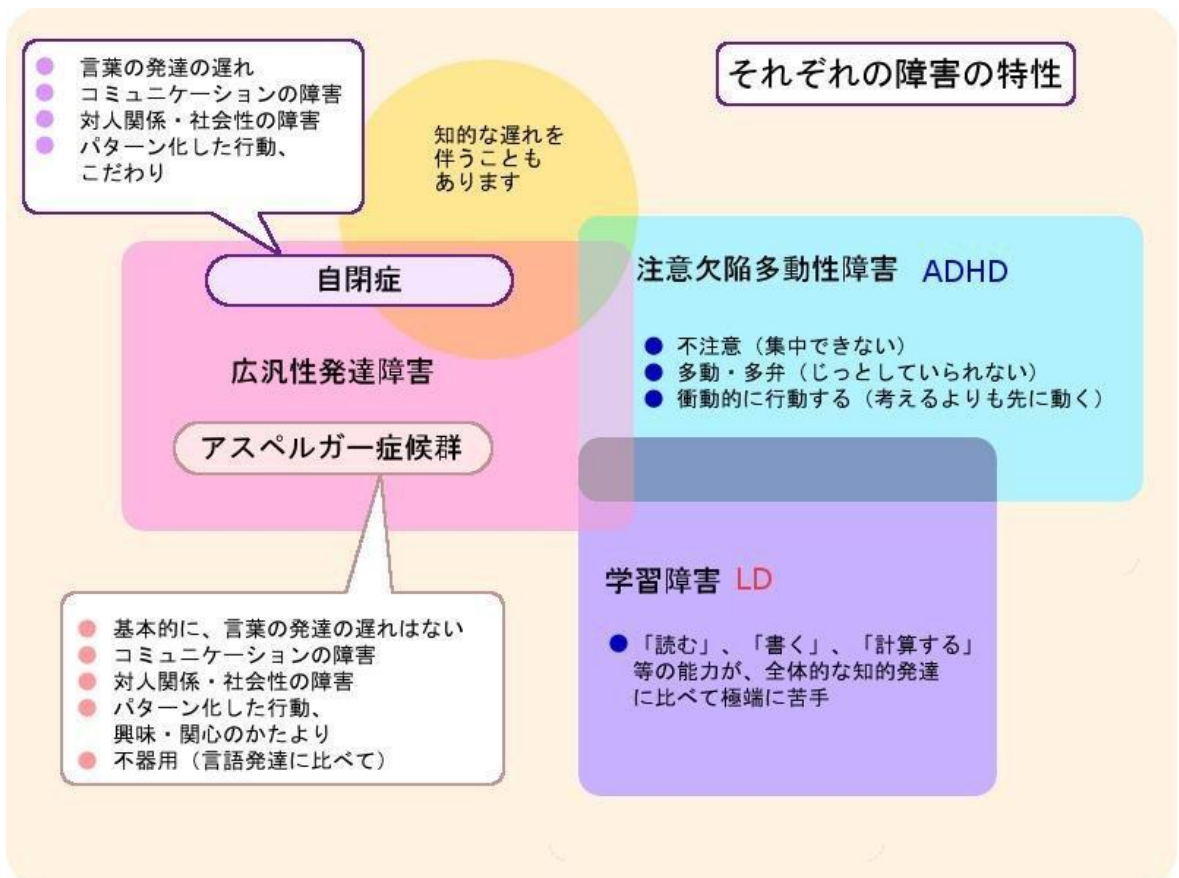 それぞれの障害の特性
● 言葉の発達の遅れ
● コミュニケーションの障害
● 対人関係・社会性の障害
● パターン化した行動、
こだわり
知的な遅れを
伴うことも
あります
自閉症
広汎性発達障害
アスペルガー症候群
● 基本的に、言葉の発達の遅れはない
● コミュニケーションの障害
● 対人関係・社会性の障害
● パターン化した行動、
興味・関心のかたより
● 不器用（言語発達に比べて）
注意欠陥多動性障害 ADHD
● 不注意（集中できない）
● 多動・多弁（じっとしていられない）
● 衝動的に行動する（考えるよりも先に動く）
学習障害 LD
● 「読む」、「書く」、「計算する」
等の能力が、全体的な知的発達
に比べて極端に苦手